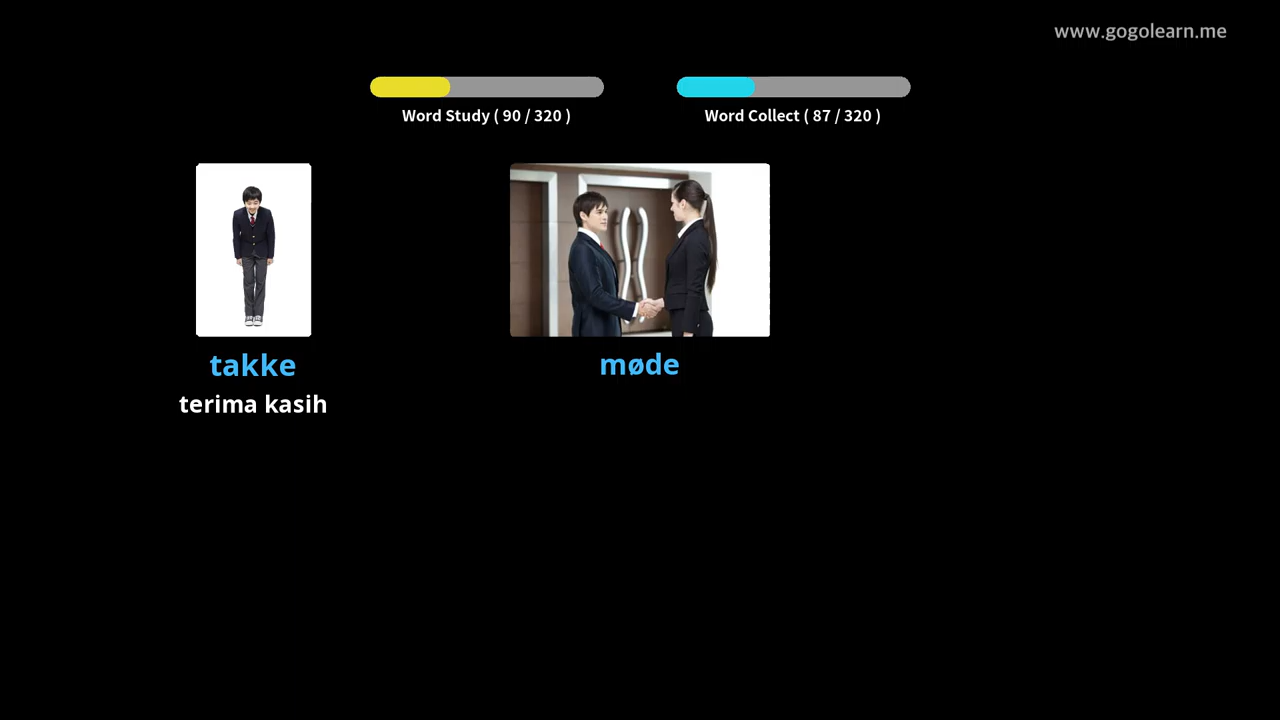 www.gogolearn.me
Word Study ( 90 / 320 )
Word Collect ( 87 / 320 )
takke
terima kasih
møde